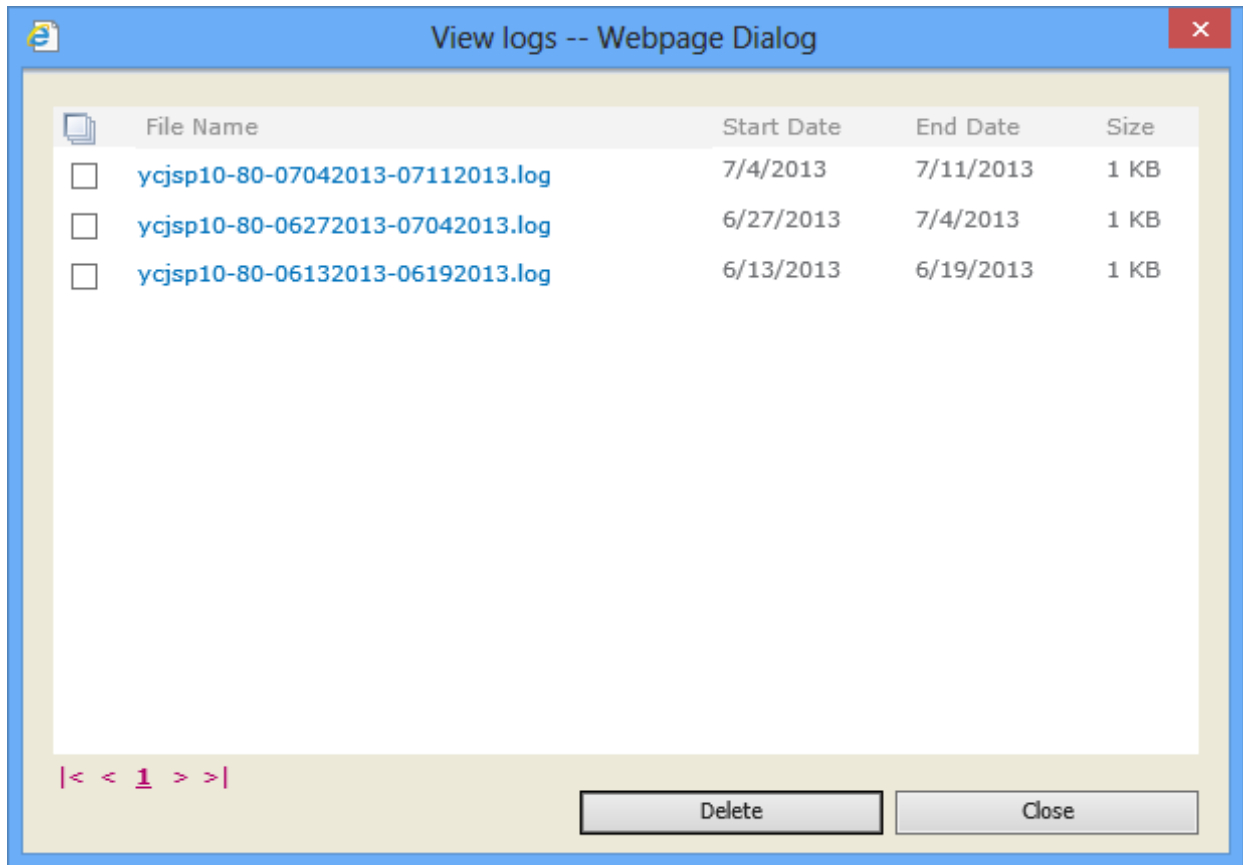 View logs -- Webpage Dialog
File Name Start Date End Date Size
ycjsp10-80-07042013-07112013.log 7/4/2013 7/11/2013 1 KB
ycjsp10-80-06272013-07042013.log 6/27/2013 7/4/2013 1 KB
ycjsp10-80-06132013-06192013.log 6/13/2013 6/19/2013 1 KB
|< < 1 > >|
Delete Close